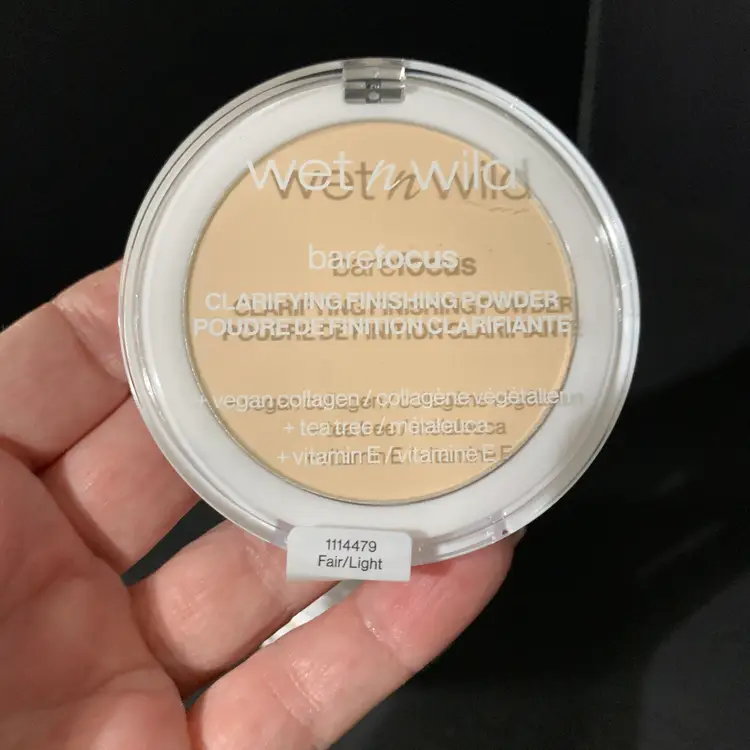 wet n wild
barefocus
CLARIFYING FINISHING POWDER
POUDRE DE FINITION CLARIFIANTE
+ vegan collagen / collagène végétalien
+ tea tree / mélaleuca
+ vitamin E / vitamine E
1114479
Fair/Light